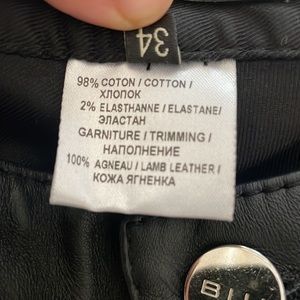 34
98% COTON / COTTON /
ХЛОПОК
2% ELASTHANNE / ELASTANE/
ЭЛАСТАН
GARNITURE / TRIMMING /
НАПОЛНЕНИЕ
100% AGNEAU / LAMB LEATHER /
КОЖА ЯГНЕНКА